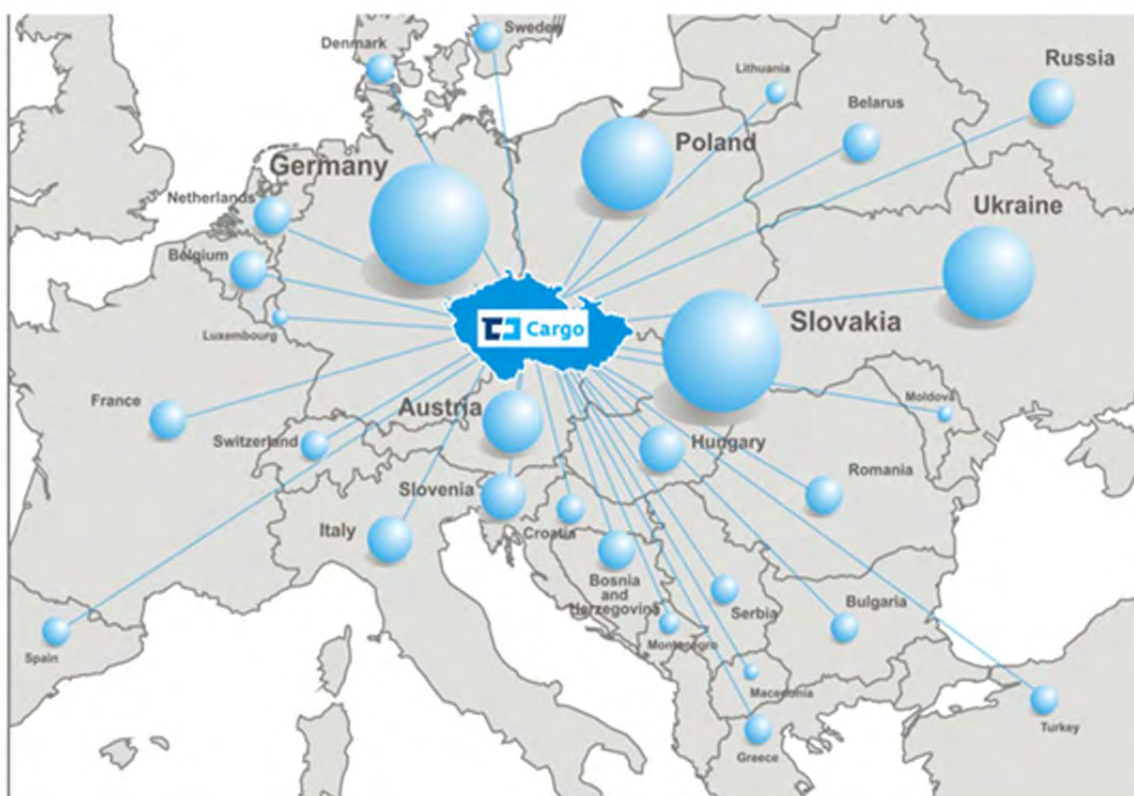 Sweden
Denmark
Russia
Lithuania
Belarus
Poland
Germany
Netherlands
Ukraine
Belgium
Slovakia
Cargo
Luxembourg
France
Austria
Moldova
Switzerland
Hungary
Romania
Slovenia
Italy
Croatia
Bosnia
and
Herzegovina
Serbia
Bulgaria
Montenegro
Spain
Macedonia
Turkey
Greece